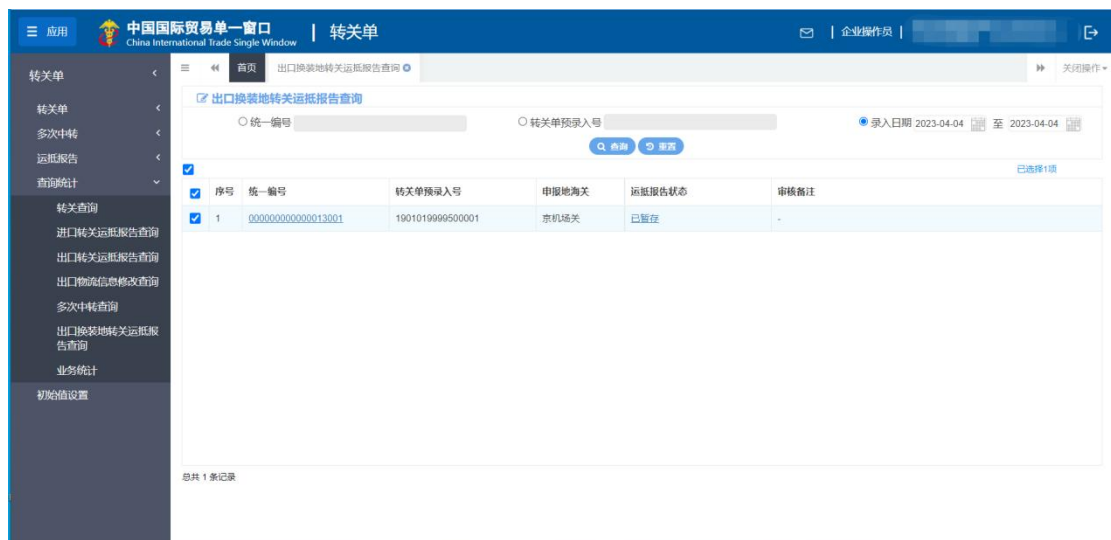 应用
中国国际贸易单一窗口
China International Trade Single Window
转关单
企业操作员
转关单
转关单
多次中转
运抵报告
查询统计
转关查询
进口转关运抵报告查询
出口转关运抵报告查询
出口物流信息修改查询
多次中转查询
出口换装地转关运抵报
告查询
业务统计
初始值设置
首页 出口换装地转关运抵报告查询 关闭操作
出口换装地转关运抵报告查询
统一编号 转关单预录入号 录入日期 2023-04-04 至 2023-04-04
查询 重置
已选择1项
序号 统一编号 转关单预录入号 申报地海关 运抵报告状态 审核备注
1 000000000000013001 1901019999500001 京机场关 已暂存 -
总共 1 条记录